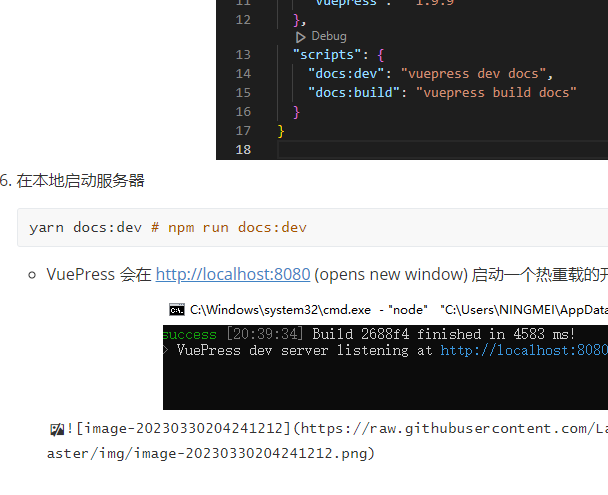 11 "vuepress": "^1.9.9"
12 },
Debug
13 "scripts": {
14 "docs:dev": "vuepress dev docs",
15 "docs:build": "vuepress build docs"
16 }
17 }
18
6. 在本地启动服务器
yarn docs:dev # npm run docs:dev
VuePress 会在 http://localhost:8080 (opens new window) 启动一个热重载的
C:\Windows\system32\cmd.exe - "node" "C:\Users\NINGMEI\AppData
success [20:39:34] Build 2688f4 finished in 4583 ms!
> VuePress dev server listening at http://localhost:8080
![image-20230330204241212](https://raw.githubusercontent.com/La
aster/img/image-20230330204241212.png)